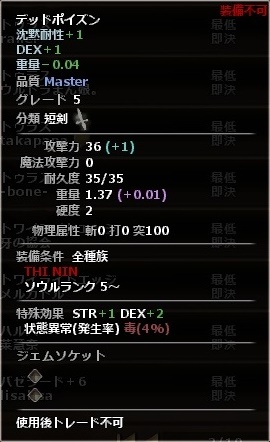 装備不可
デッドポイズン
沈黙耐性+1
DEX+1
重量-0.04
品質 Master
グレード 5
分類 短剣
攻撃力 36 (+1)
魔法攻撃力 0
耐久度 35/35
重量 1.37 (+0.01)
硬度 2
物理属性 斬0 打0 突100
装備条件 全種族
THI NIN
ソウルランク 5～
特殊効果 STR+1 DEX+2
状態異常(発生率) 毒(4%)
ジェムソケット
使用後トレード不可